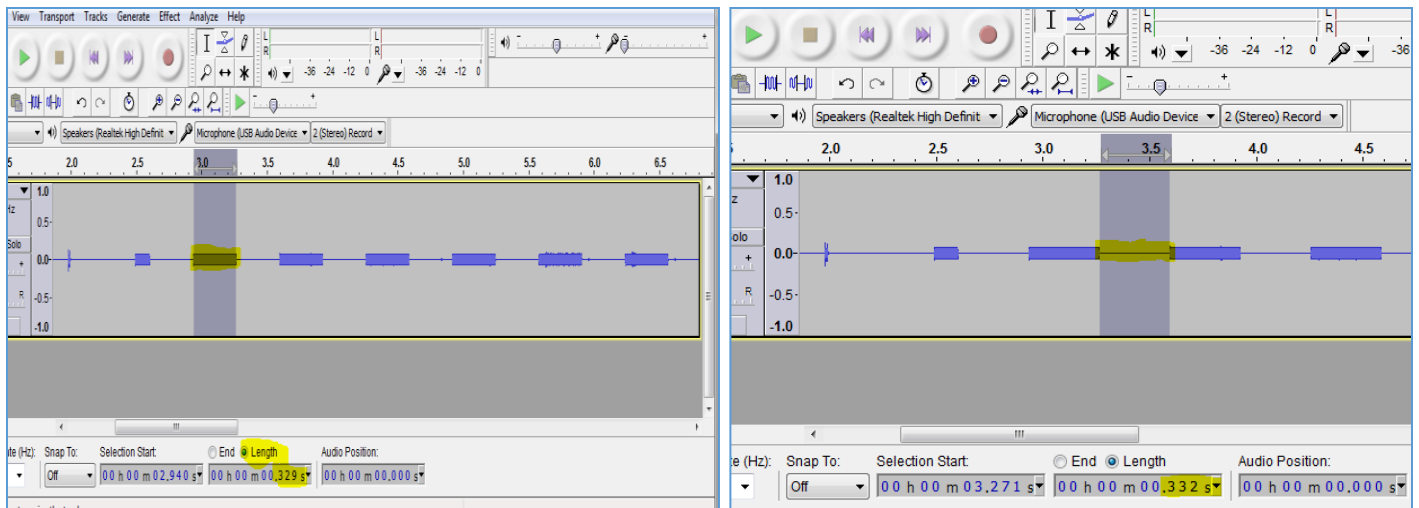 View Transport Tracks Generate Effect Analyze Help
L L
R R
-36 -24 -12 0 -36 -24 -12 0
- +
- +
- +
Speakers (Realtek High Definit Microphone (USB Audio Device 2 (Stereo) Record
5 2.0 2.5 3.0 3.5 4.0 4.5 5.0 5.5 6.0 6.5
1.0
Hz
0.5-
Solo
0.0-
+
R
-0.5-
-1.0
ate (Hz): Snap To: Selection Start: End Length Audio Position:
Off 00 h 00 m 02.940 s 00 h 00 m 00.329 s 00 h 00 m 00.000 s
L L
R R
-36 -24 -12 0 -36
- +
Speakers (Realtek High Definit Microphone (USB Audio Device 2 (Stereo) Record
2.0 2.5 3.0 3.5 4.0 4.5
1.0
z
0.5-
olo
0.0-
+
R
-0.5-
-1.0
te (Hz): Snap To: Selection Start: End Length Audio Position:
Off 00 h 00 m 03.271 s 00 h 00 m 00.332 s 00 h 00 m 00.000 s